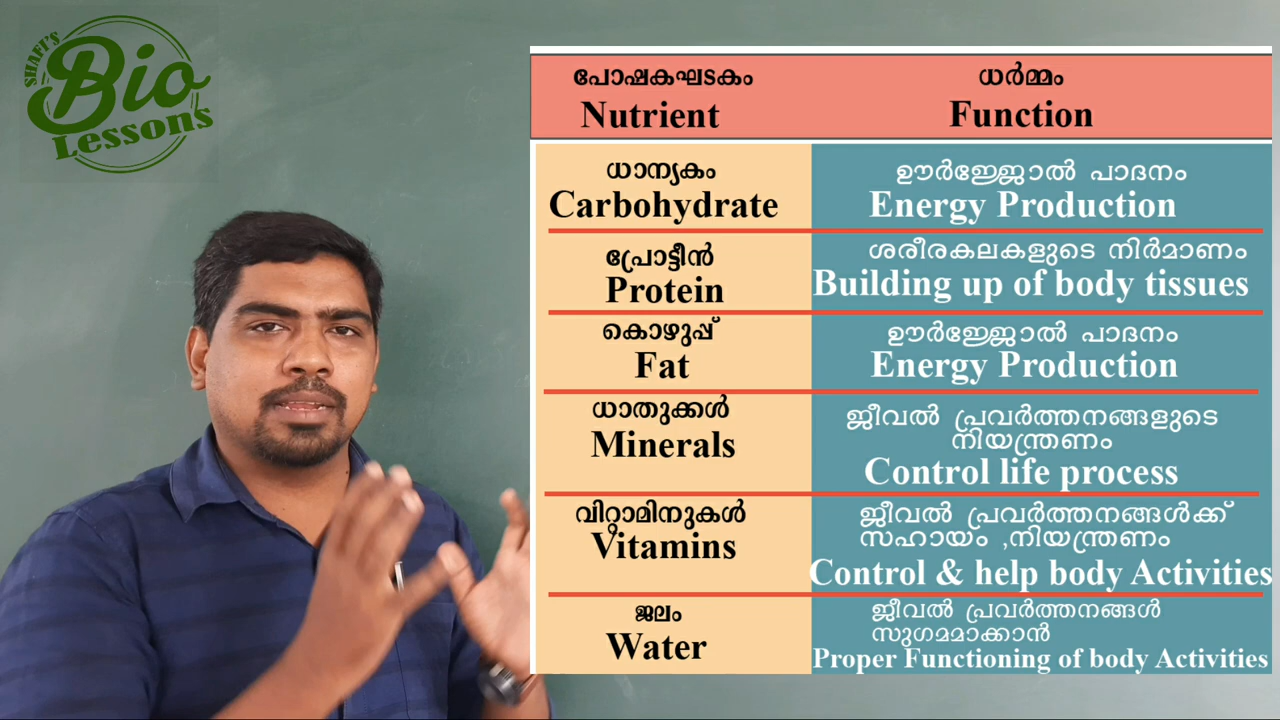 SHAFI'S
Bio
Lessons
പോഷകഘടകം
ധർമ്മം
Nutrient
Function
ധാന്യകം
ഊർജ്ജോൽ പാദനം
Carbohydrate
Energy Production
പ്രോട്ടീൻ
ശരീരകലകളുടെ നിർമാണം
Protein
Building up of body tissues
കൊഴുപ്പ്
ഊർജ്ജോൽ പാദനം
Fat
Energy Production
ധാതുക്കൾ
ജീവൽ പ്രവർത്തനങ്ങളുടെ
നിയന്ത്രണം
Minerals
Control life process
വിറ്റാമിനുകൾ
ജീവൽ പ്രവർത്തനങ്ങൾക്ക്
സഹായം ,നിയന്ത്രണം
Vitamins
Control & help body Activities
ജലം
ജീവൽ പ്രവർത്തനങ്ങൾ
സുഗമമാക്കാൻ
Water
Proper Functioning of body Activities